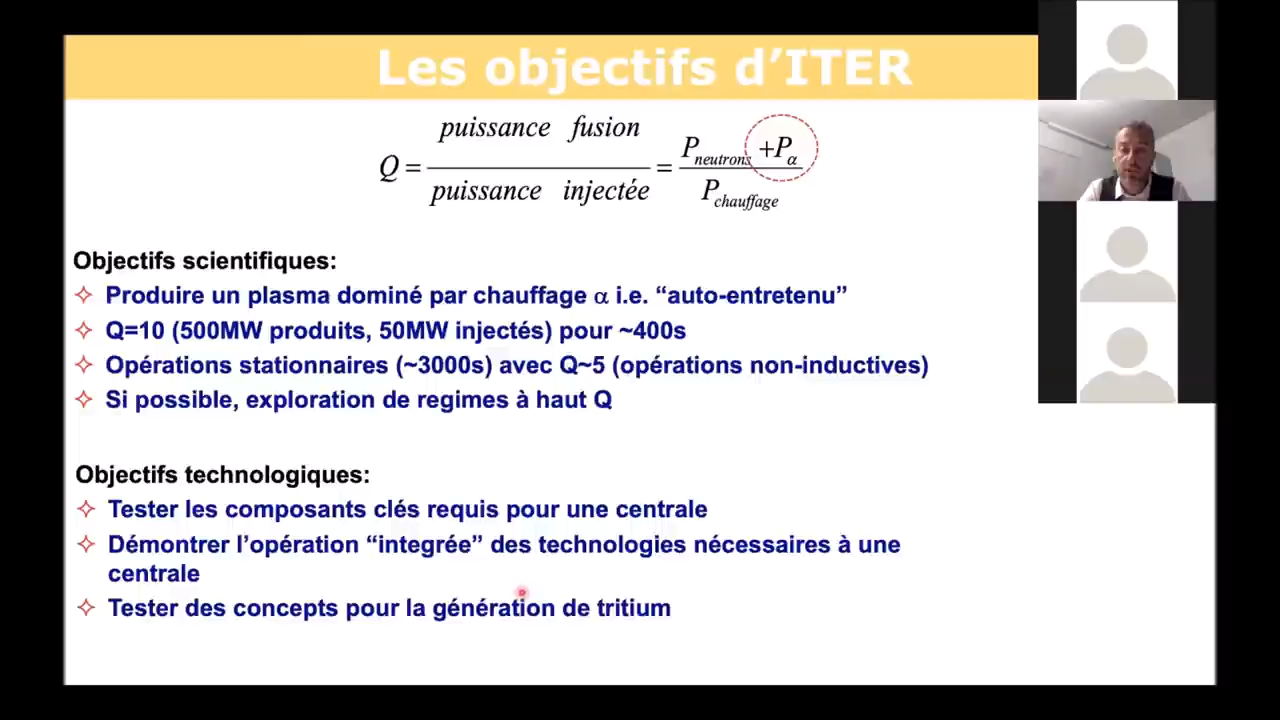 Les objectifs d’ITER
Q = puissance fusion / puissance injectée = P neutrons + P α / P chauffage
Objectifs scientifiques:
✧ Produire un plasma dominé par chauffage α i.e. “auto-entretenu”
✧ Q=10 (500MW produits, 50MW injectés) pour ~400s
✧ Opérations stationnaires (~3000s) avec Q~5 (opérations non-inductives)
✧ Si possible, exploration de regimes à haut Q
Objectifs technologiques:
✧ Tester les composants clés requis pour une centrale
✧ Démontrer l’opération “integrée” des technologies nécessaires à une
centrale
✧ Tester des concepts pour la génération de tritium